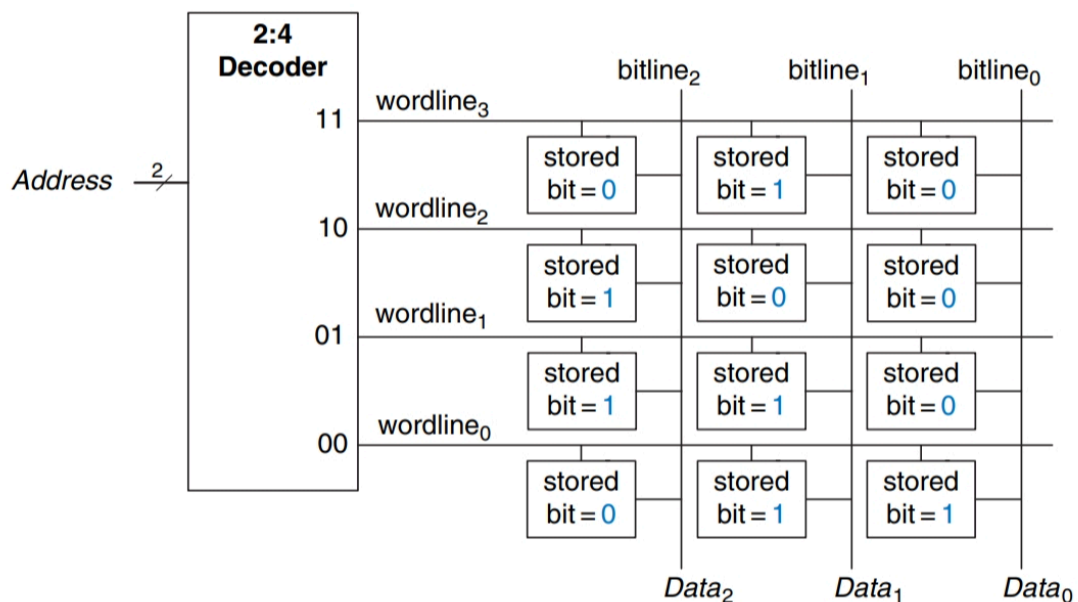 2:4
Decoder
bitline₂ bitline₁ bitline₀
wordline₃
11
stored stored stored
bit = 0 bit = 1 bit = 0
Address 2
wordline₂
10
stored stored stored
bit = 1 bit = 0 bit = 0
wordline₁
01
stored stored stored
bit = 1 bit = 1 bit = 0
wordline₀
00
stored stored stored
bit = 0 bit = 1 bit = 1
Data₂ Data₁ Data₀